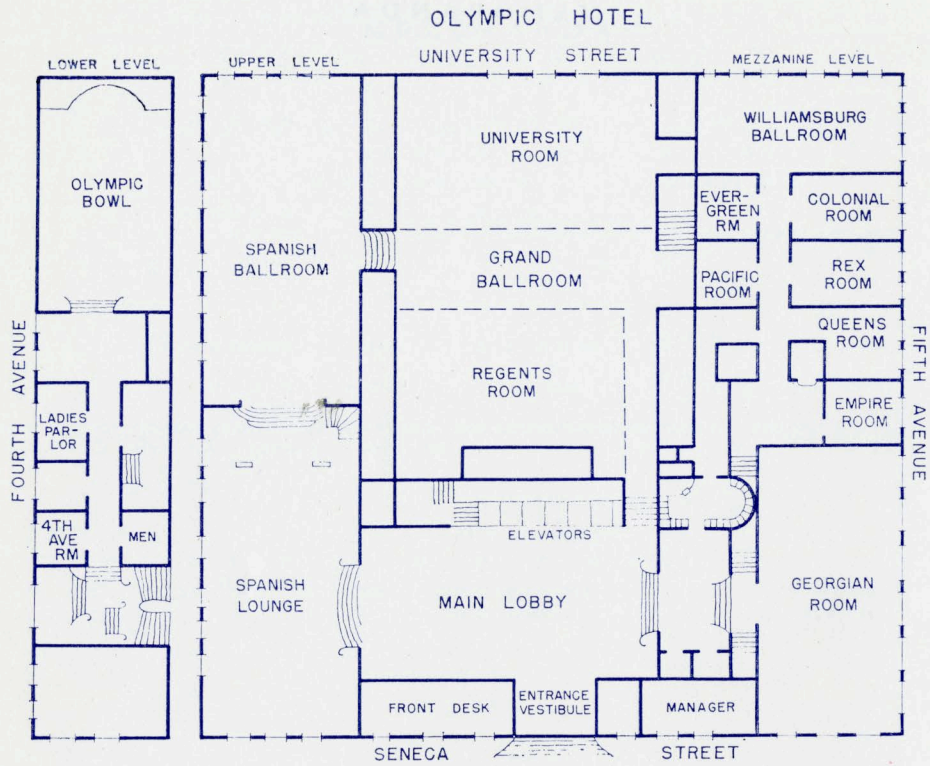 OLYMPIC HOTEL
UNIVERSITY STREET
LOWER LEVEL
UPPER LEVEL
MEZZANINE LEVEL
OLYMPIC
BOWL
FOURTH AVENUE
LADIES
PAR-
LOR
4TH
AVE
RM
MEN
SPANISH
BALLROOM
SPANISH
LOUNGE
UNIVERSITY
ROOM
GRAND
BALLROOM
REGENTS
ROOM
ELEVATORS
MAIN LOBBY
FRONT DESK
ENTRANCE
VESTIBULE
MANAGER
WILLIAMSBURG
BALLROOM
EVER-
GREEN
RM
COLONIAL
ROOM
PACIFIC
ROOM
REX
ROOM
QUEENS
ROOM
EMPIRE
ROOM
GEORGIAN
ROOM
FIFTH AVENUE
SENECA STREET